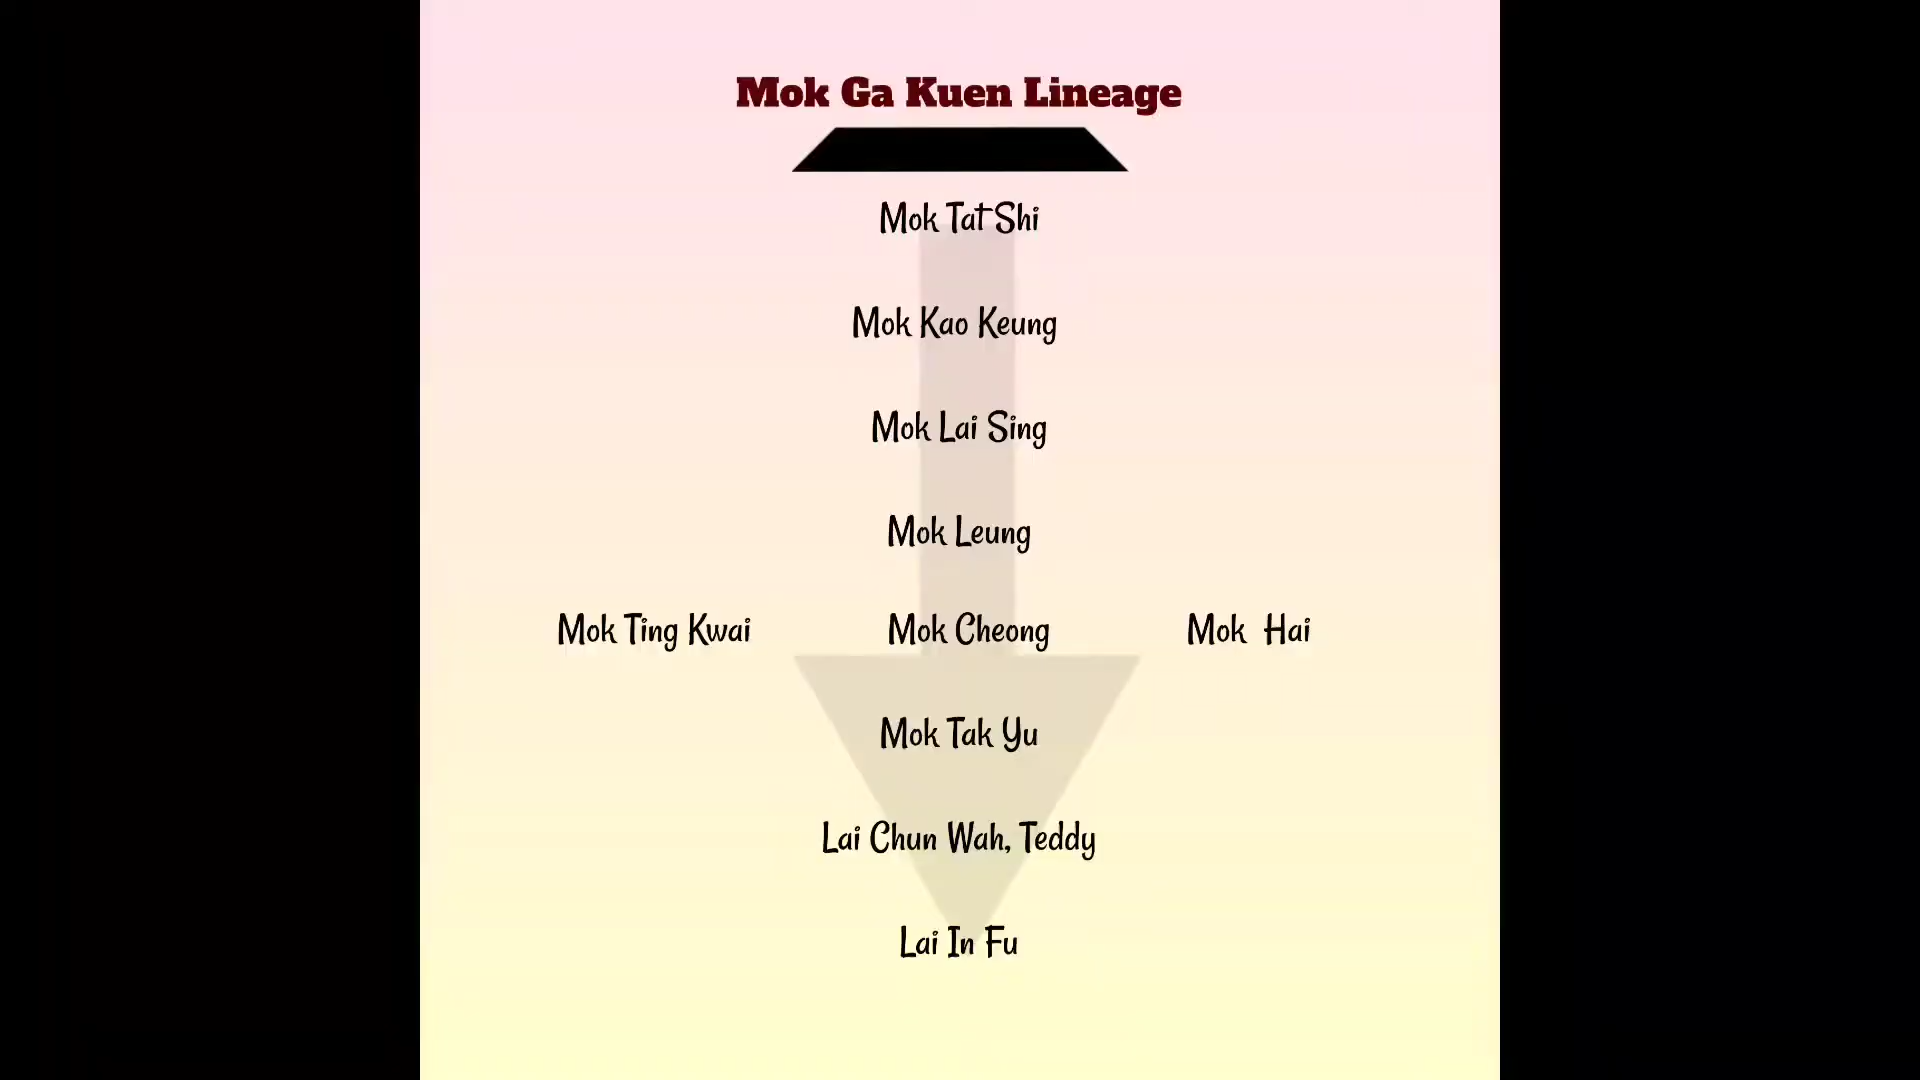 Mok Ga Kuen Lineage
Mok Tat Shi
Mok Kao Keung
Mok Lai Sing
Mok Leung
Mok Ting Kwai Mok Cheong Mok Hai
Mok Tak Yu
Lai Chun Wah, Teddy
Lai In Fu